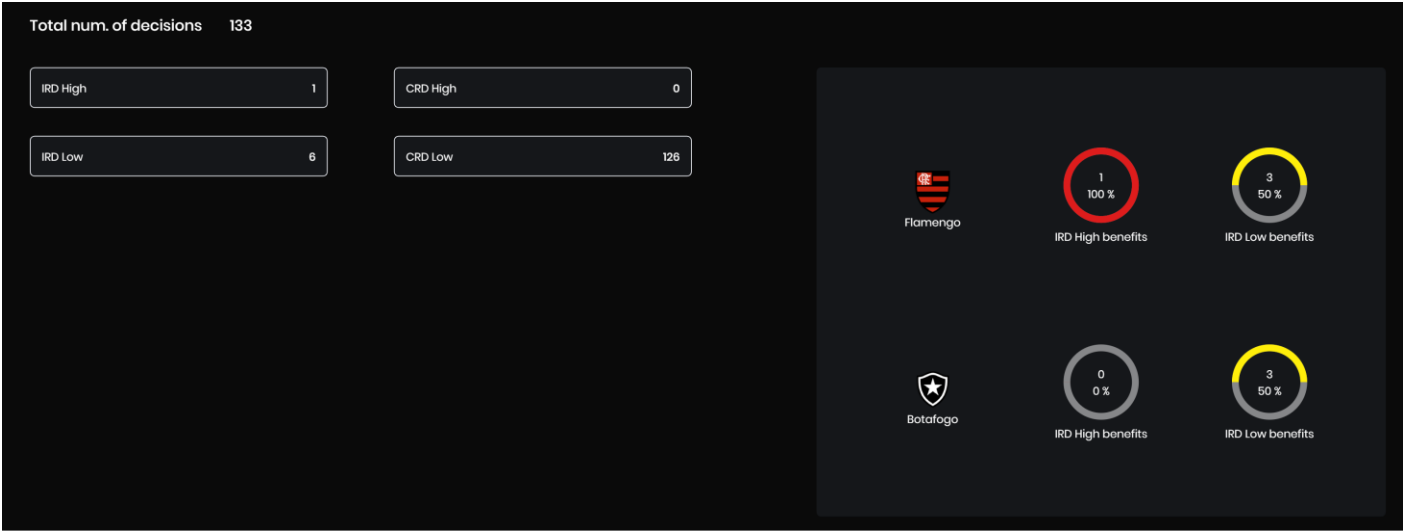 Total num. of decisions 133
IRD High 1
CRD High 0
IRD Low 6
CRD Low 126
1
100 %
IRD High benefits
3
50 %
IRD Low benefits
Flamengo
0
0 %
IRD High benefits
3
50 %
IRD Low benefits
Botafogo